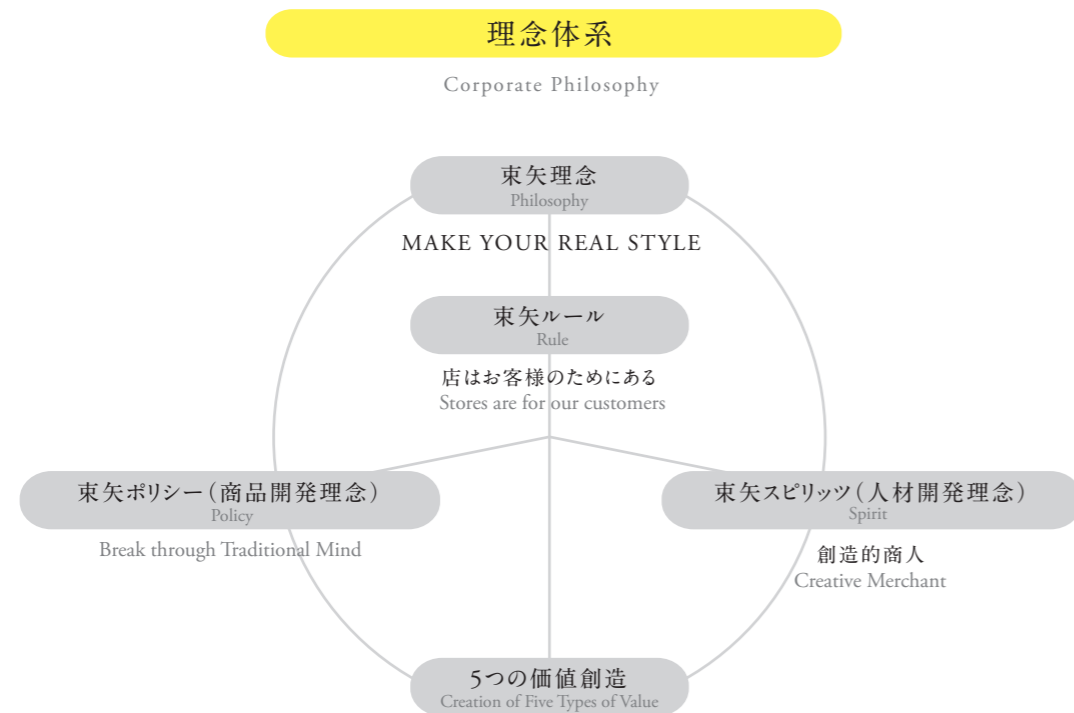 理念体系
Corporate Philosophy
束矢理念
Philosophy
MAKE YOUR REAL STYLE
束矢ルール
Rule
店はお客様のためにある
Stores are for our customers
束矢ポリシー(商品開発理念)
Policy
Break through Traditional Mind
束矢スピリッツ(人材開発理念)
Spirit
創造的商人
Creative Merchant
5つの価値創造
Creation of Five Types of Value